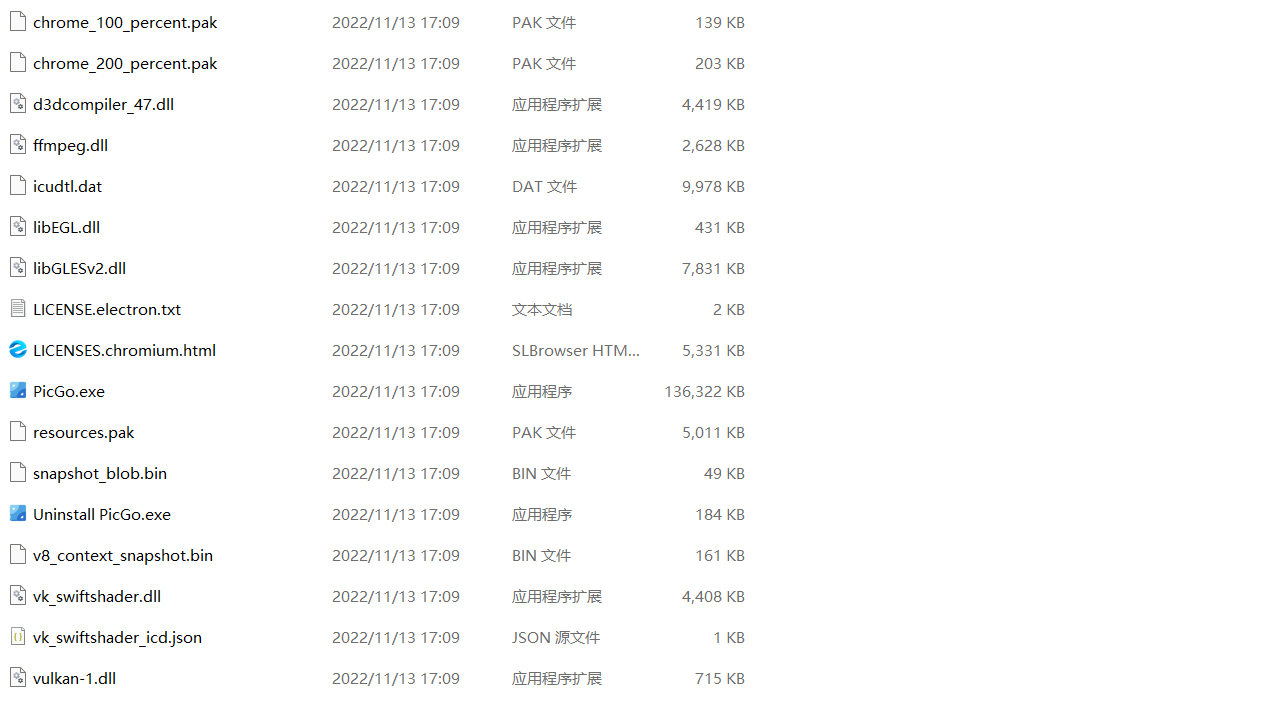 chrome_100_percent.pak 2022/11/13 17:09 PAK 文件 139 KB
chrome_200_percent.pak 2022/11/13 17:09 PAK 文件 203 KB
d3dcompiler_47.dll 2022/11/13 17:09 应用程序扩展 4,419 KB
ffmpeg.dll 2022/11/13 17:09 应用程序扩展 2,628 KB
icudtl.dat 2022/11/13 17:09 DAT 文件 9,978 KB
libEGL.dll 2022/11/13 17:09 应用程序扩展 431 KB
libGLESv2.dll 2022/11/13 17:09 应用程序扩展 7,831 KB
LICENSE.electron.txt 2022/11/13 17:09 文本文档 2 KB
LICENSES.chromium.html 2022/11/13 17:09 SLBrowser HTM... 5,331 KB
PicGo.exe 2022/11/13 17:09 应用程序 136,322 KB
resources.pak 2022/11/13 17:09 PAK 文件 5,011 KB
snapshot_blob.bin 2022/11/13 17:09 BIN 文件 49 KB
Uninstall PicGo.exe 2022/11/13 17:09 应用程序 184 KB
v8_context_snapshot.bin 2022/11/13 17:09 BIN 文件 161 KB
vk_swiftshader.dll 2022/11/13 17:09 应用程序扩展 4,408 KB
vk_swiftshader_icd.json 2022/11/13 17:09 JSON 源文件 1 KB
vulkan-1.dll 2022/11/13 17:09 应用程序扩展 715 KB